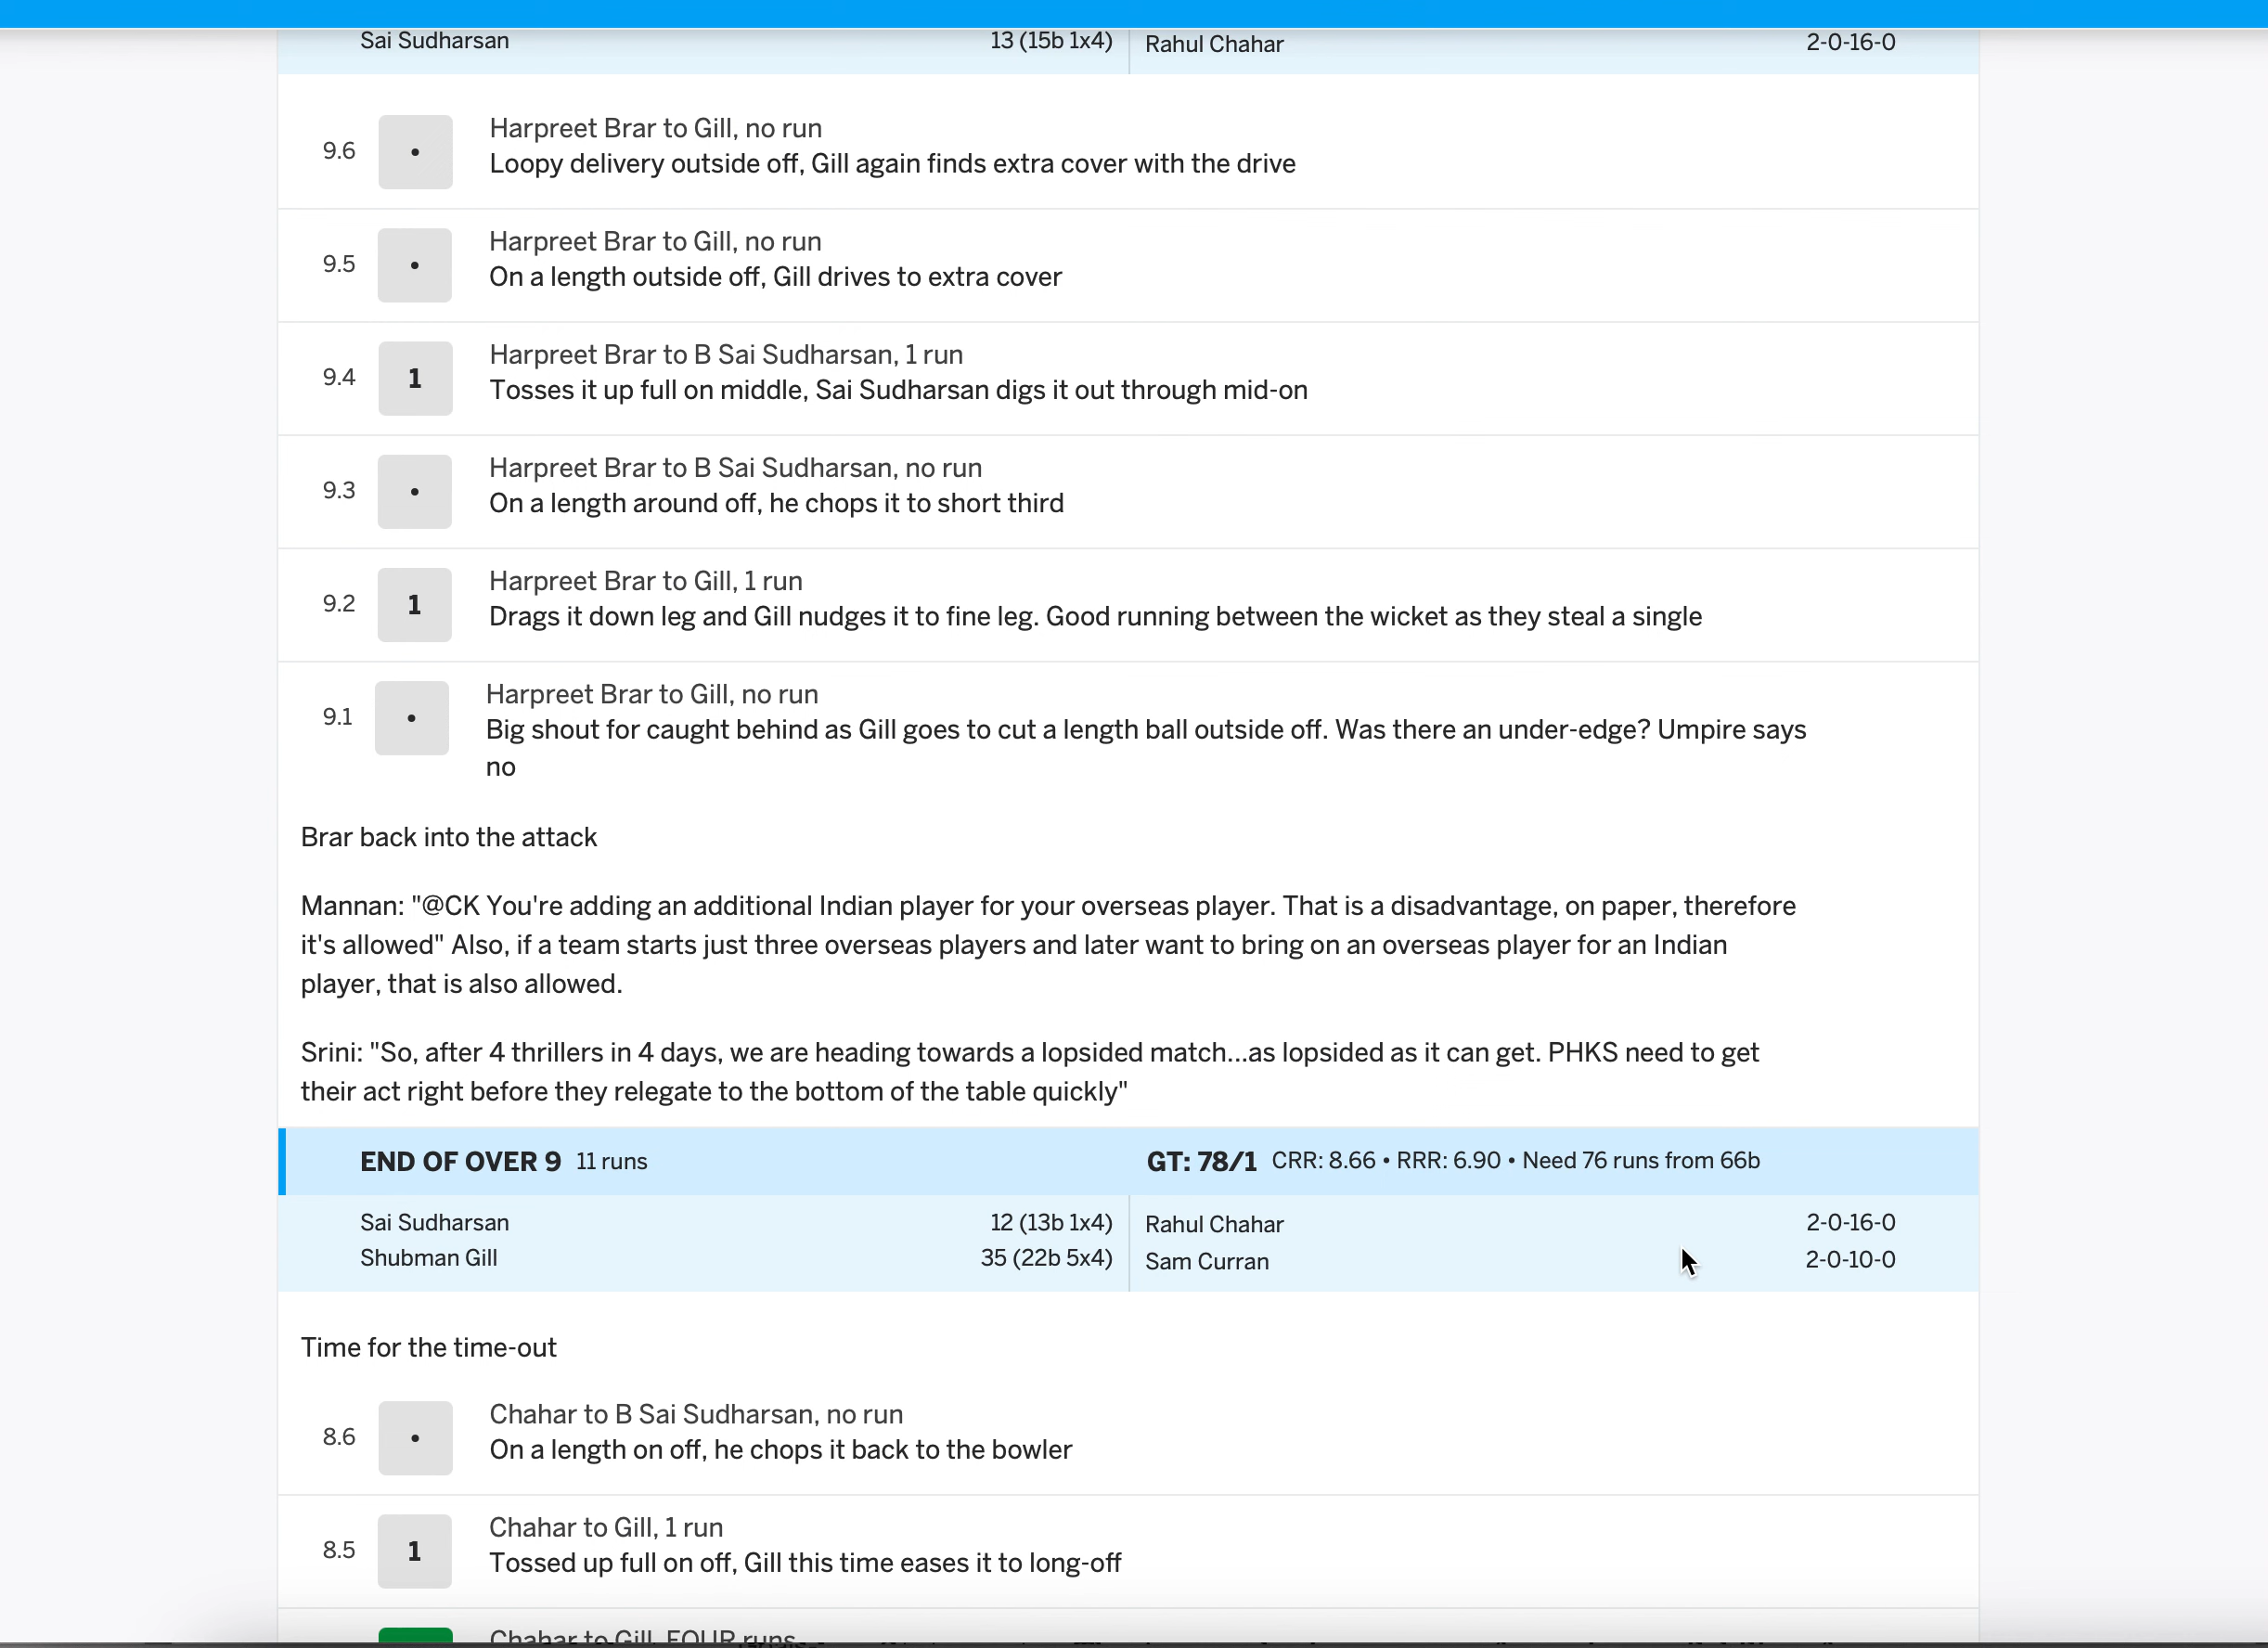 Sai Sudharsan 13 (15b 1x4) Rahul Chahar 2-0-16-0
9.6 • Harpreet Brar to Gill, no run
Loopy delivery outside off, Gill again finds extra cover with the drive
9.5 • Harpreet Brar to Gill, no run
On a length outside off, Gill drives to extra cover
9.4 1 Harpreet Brar to B Sai Sudharsan, 1 run
Tosses it up full on middle, Sai Sudharsan digs it out through mid-on
9.3 • Harpreet Brar to B Sai Sudharsan, no run
On a length around off, he chops it to short third
9.2 1 Harpreet Brar to Gill, 1 run
Drags it down leg and Gill nudges it to fine leg. Good running between the wicket as they steal a single
9.1 • Harpreet Brar to Gill, no run
Big shout for caught behind as Gill goes to cut a length ball outside off. Was there an under-edge? Umpire says
no
Brar back into the attack
Mannan: "@CK You're adding an additional Indian player for your overseas player. That is a disadvantage, on paper, therefore
it's allowed" Also, if a team starts just three overseas players and later want to bring on an overseas player for an Indian
player, that is also allowed.
Srini: "So, after 4 thrillers in 4 days, we are heading towards a lopsided match...as lopsided as it can get. PHKS need to get
their act right before they relegate to the bottom of the table quickly"
END OF OVER 9 11 runs GT: 78/1 CRR: 8.66 • RRR: 6.90 • Need 76 runs from 66b
Sai Sudharsan 12 (13b 1x4) Rahul Chahar 2-0-16-0
Shubman Gill 35 (22b 5x4) Sam Curran 2-0-10-0
Time for the time-out
8.6 • Chahar to B Sai Sudharsan, no run
On a length on off, he chops it back to the bowler
8.5 1 Chahar to Gill, 1 run
Tossed up full on off, Gill this time eases it to long-off
Chahar to Gill, FOUR runs